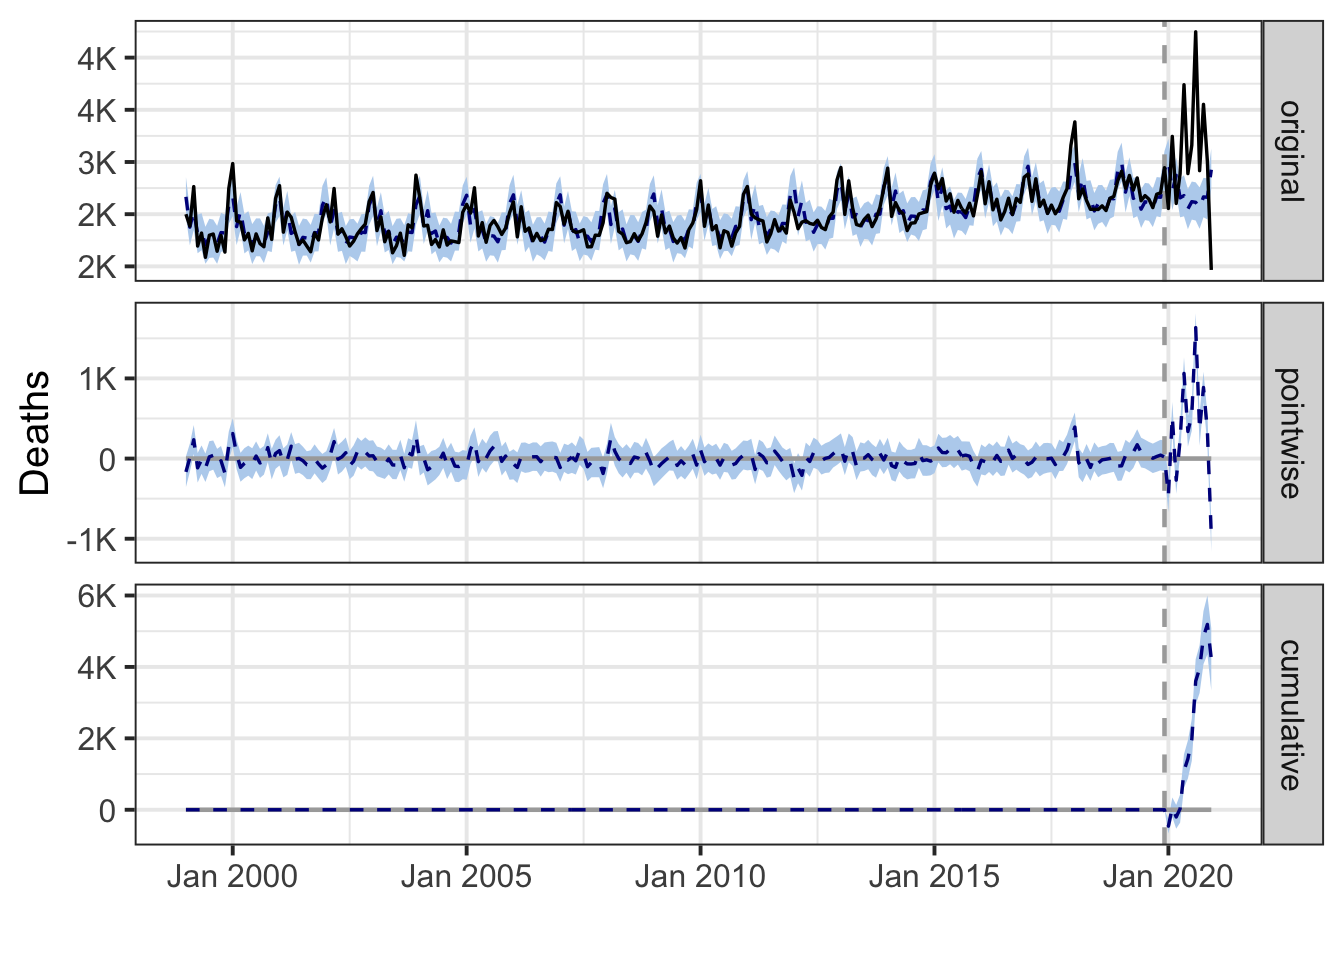 4K
4K
3K
2K
2K
original
Deaths
1K
0
-1K
pointwise
6K
4K
2K
0
cumulative
Jan 2000 Jan 2005 Jan 2010 Jan 2015 Jan 2020